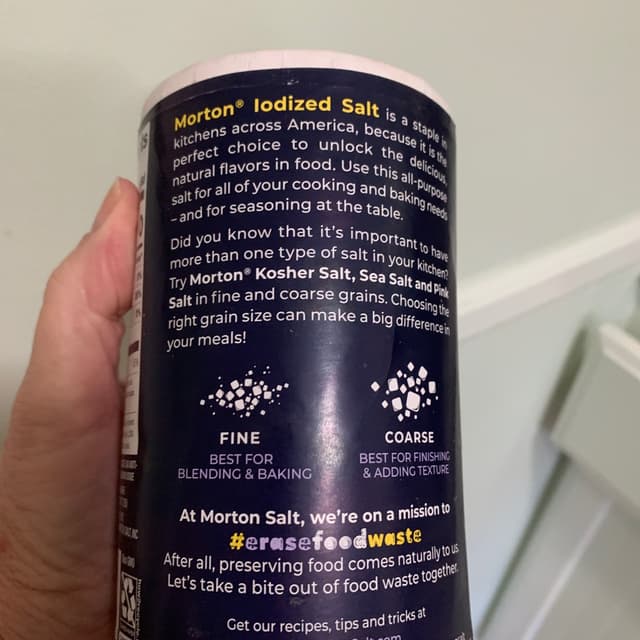 Morton® Iodized Salt is a staple in
kitchens across America, because it is the
perfect choice to unlock the delicious
natural flavors in food. Use this all-purpose
salt for all of your cooking and baking needs
– and for seasoning at the table.
Did you know that it's important to have
more than one type of salt in your kitchen?
Try Morton® Kosher Salt, Sea Salt and Pink
Salt in fine and coarse grains. Choosing the
right grain size can make a big difference in
your meals!
FINE
BEST FOR
BLENDING & BAKING
COARSE
BEST FOR FINISHING
& ADDING TEXTURE
At Morton Salt, we're on a mission to
#erasefoodwaste
After all, preserving food comes naturally to us.
Let's take a bite out of food waste together.
Get our recipes, tips and tricks at